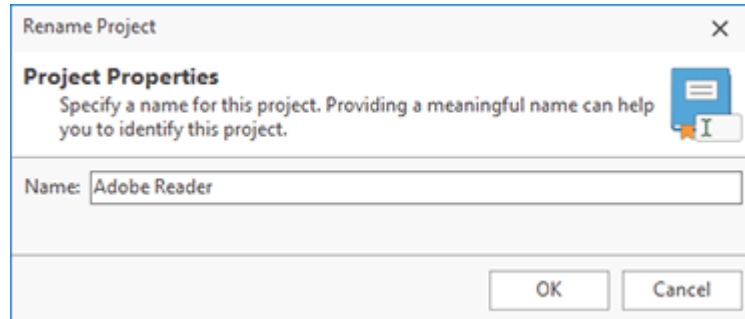 Rename Project
Project Properties
Specify a name for this project. Providing a meaningful name can help
you to identify this project.
Name: Adobe Reader
OK Cancel